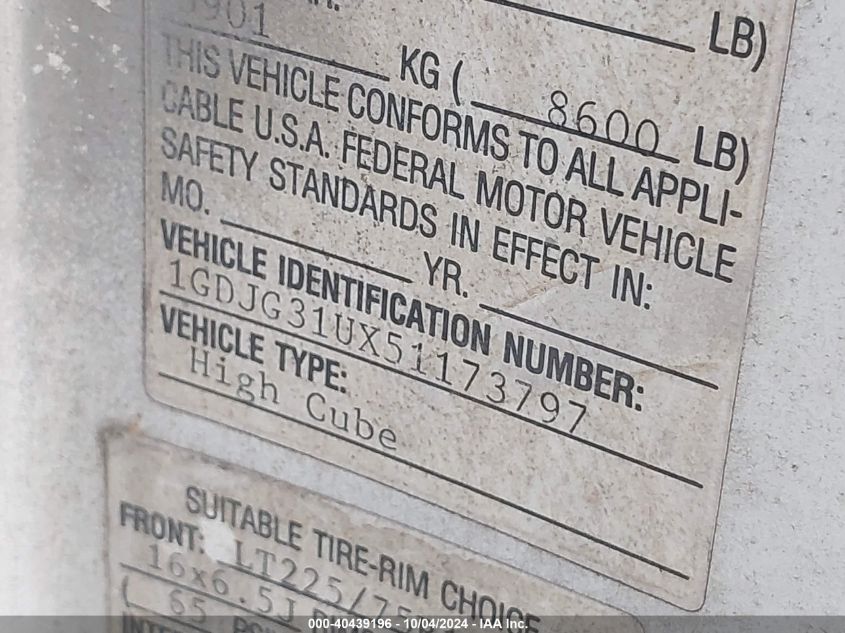 LB)
3901 KG ( 8600 LB)
THIS VEHICLE CONFORMS TO ALL APPLI-
CABLE U.S.A. FEDERAL MOTOR VEHICLE
SAFETY STANDARDS IN EFFECT IN:
MO. YR.
VEHICLE IDENTIFICATION NUMBER:
1GDJG31UX51173797
VEHICLE TYPE:
High Cube
SUITABLE TIRE-RIM CHOICE
FRONT: LT225/75
16x6.5J
( 65
000-40439196 - 10/04/2024 - IAA Inc.